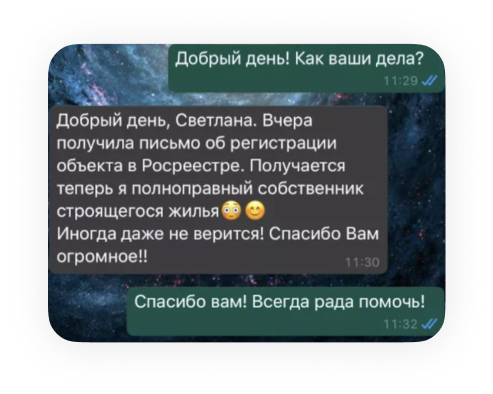 Добрый день! Как ваши дела?
11:29
Добрый день, Светлана. Вчера
получила письмо об регистрации
объекта в Росреестре. Получается
теперь я полноправный собственник
строящегося жилья😳😊
Иногда даже не верится! Спасибо Вам
огромное!!
11:30
Спасибо вам! Всегда рада помочь!
11:32